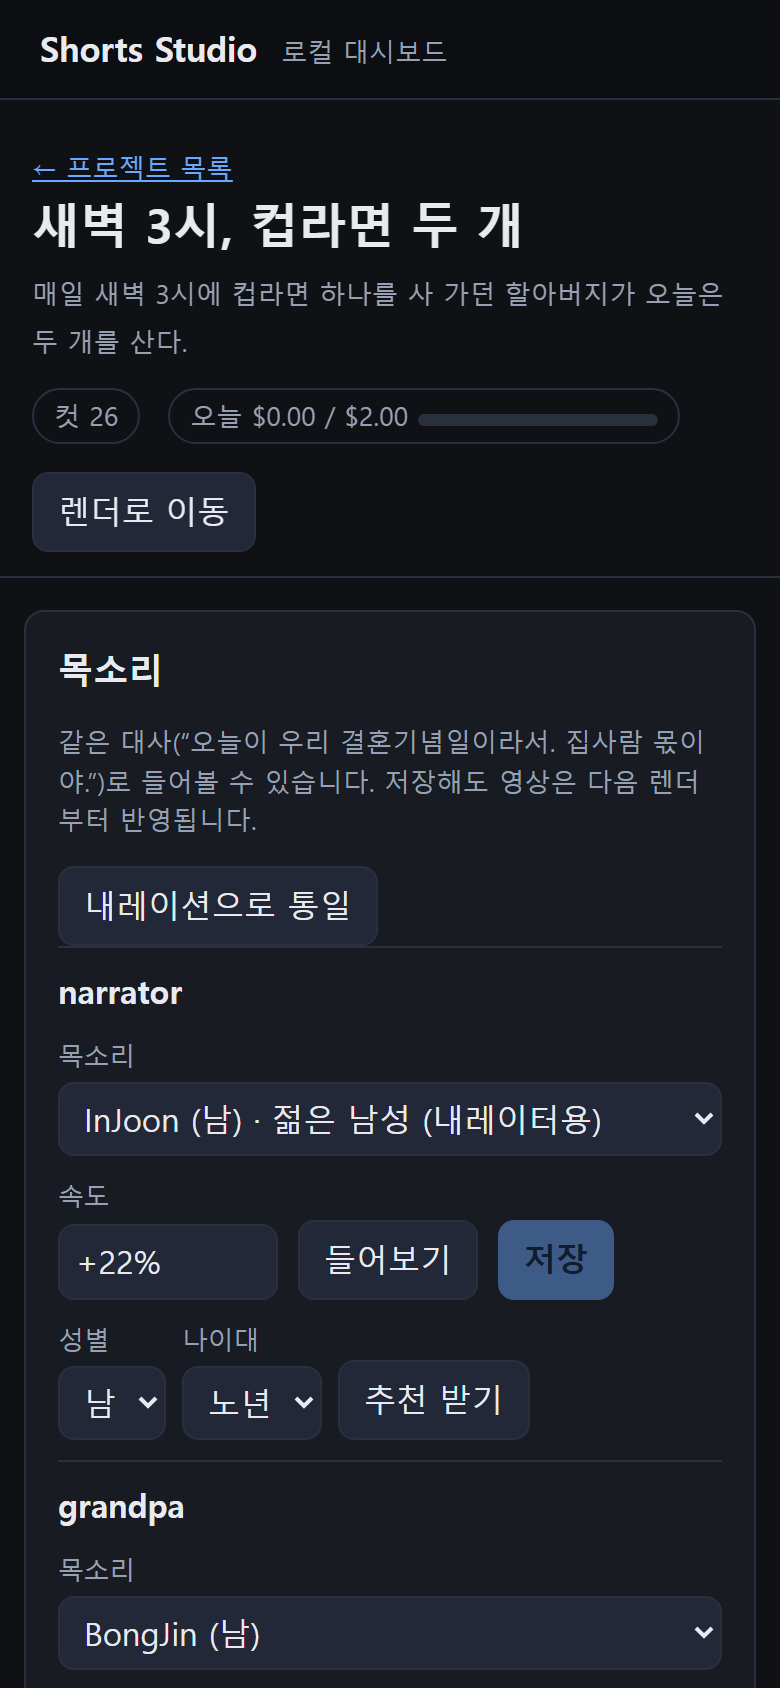 Shorts Studio 로컬 대시보드
← 프로젝트 목록
새벽 3시, 컵라면 두 개
매일 새벽 3시에 컵라면 하나를 사 가던 할아버지가 오늘은
두 개를 산다.
컷 26 오늘 $0.00 / $2.00
렌더로 이동
목소리
같은 대사(“오늘이 우리 결혼기념일이라서. 집사람 몫이
야.”)로 들어볼 수 있습니다. 저장해도 영상은 다음 렌더
부터 반영됩니다.
내레이션으로 통일
narrator
목소리
InJoon (남) · 젊은 남성 (내레이터용)
속도
+22% 들어보기 저장
성별 나이대
남 노년 추천 받기
grandpa
목소리
BongJin (남)